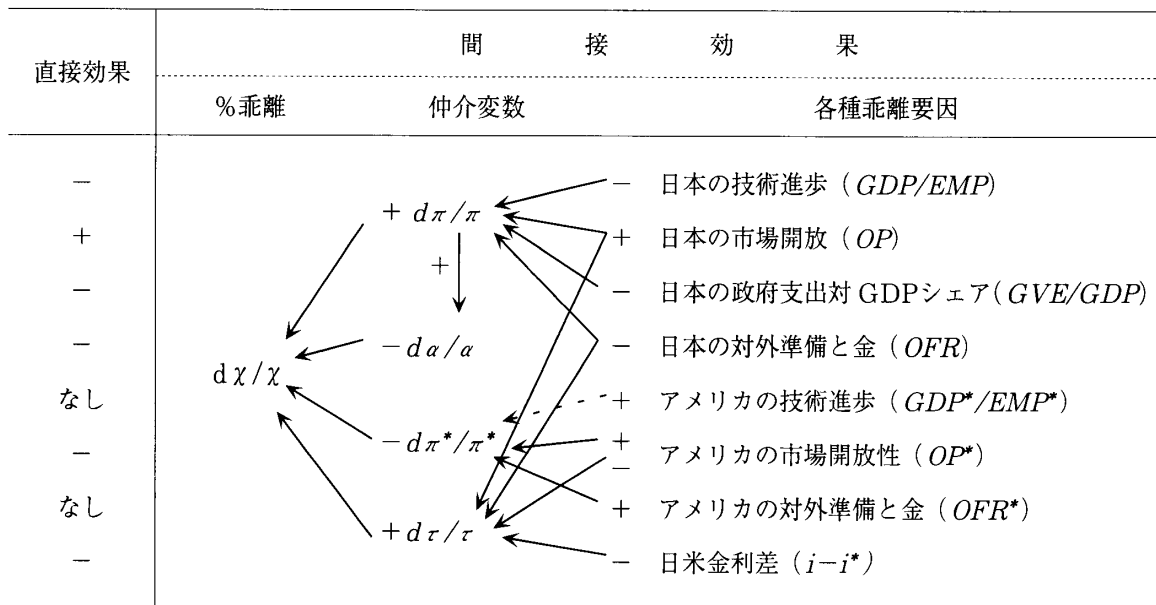 間接効果
直接効果
%乖離 仲介変数 各種乖離要因
− − 日本の技術進歩 (GDP/EMP)
+ dπ/π
+ + 日本の市場開放 (OP)
+
− − 日本の政府支出対GDPシェア(GVE/GDP)
− −dα/α − 日本の対外準備と金 (OFR)
dχ/χ
なし + アメリカの技術進歩 (GDP*/EMP*)
−dπ*/π* +
− − アメリカの市場開放性 (OP*)
なし + アメリカの対外準備と金 (OFR*)
+dτ/τ
− − 日米金利差 (i−i*)